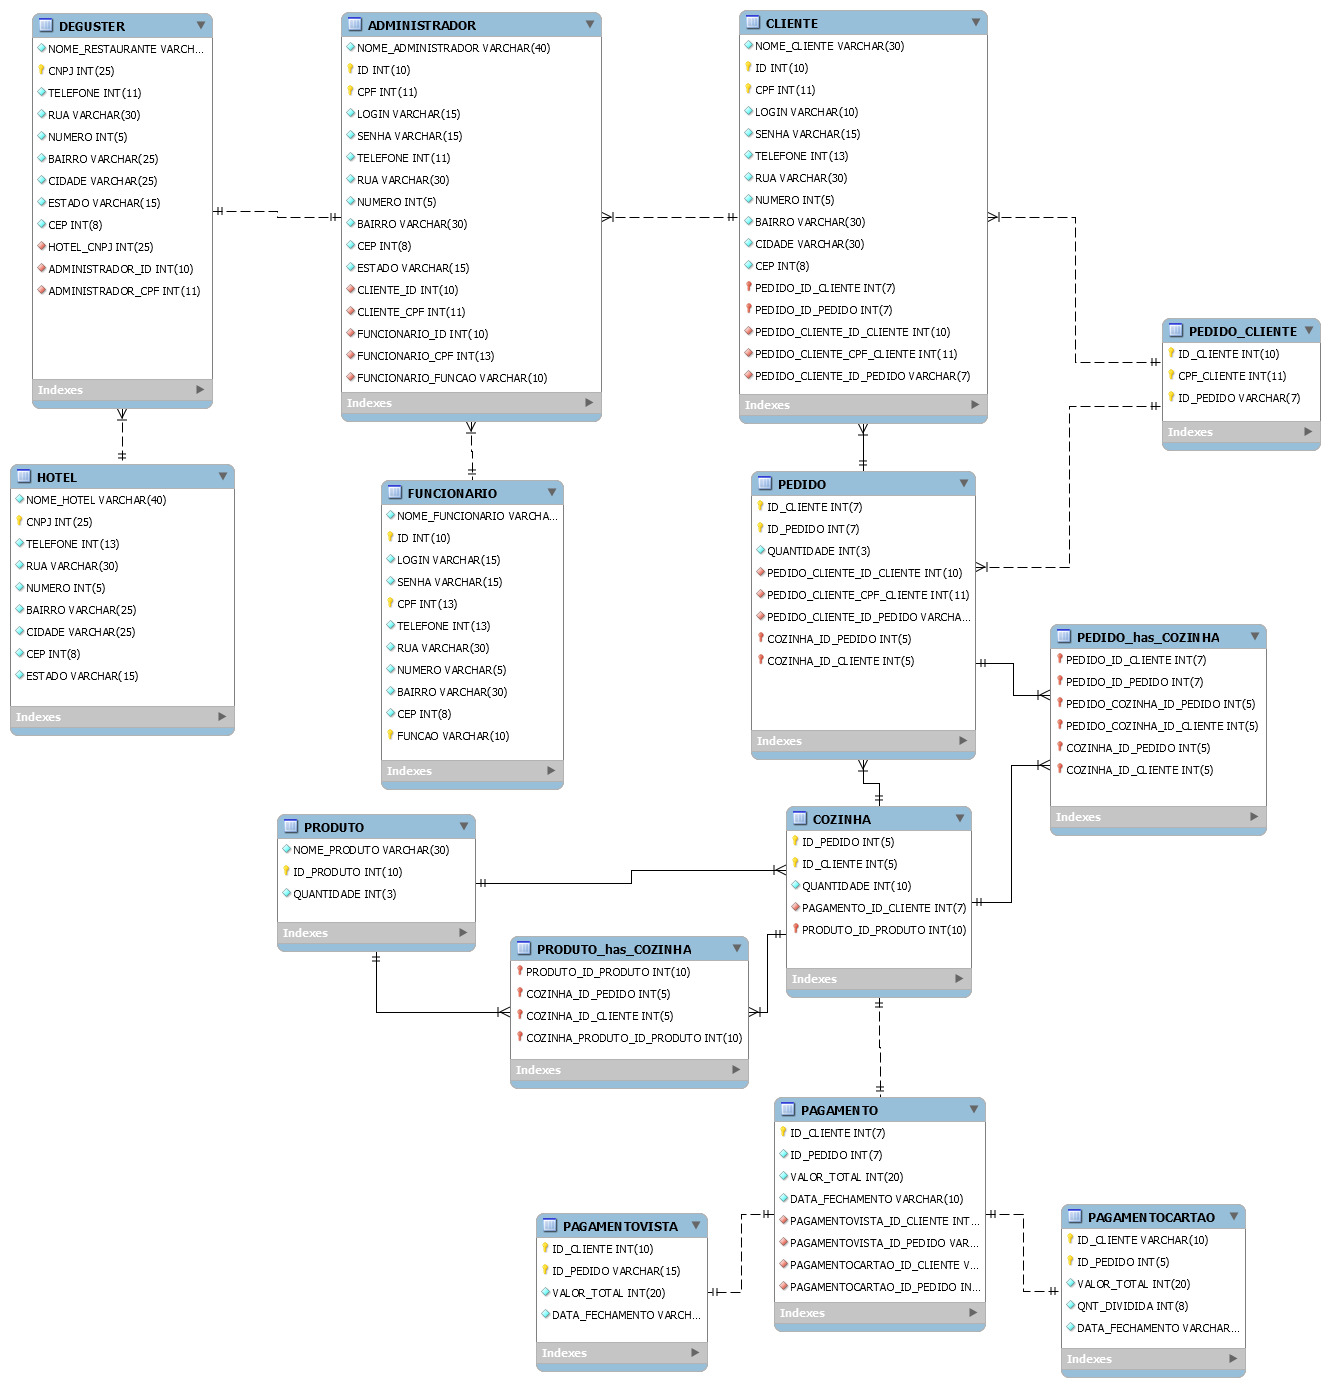 DEGUSTER
NOME_RESTAURANTE VARCH...
CNPJ INT(25)
TELEFONE INT(11)
RUA VARCHAR(30)
NUMERO INT(5)
BAIRRO VARCHAR(25)
CIDADE VARCHAR(25)
ESTADO VARCHAR(15)
CEP INT(8)
HOTEL_CNPJ INT(25)
ADMINISTRADOR_ID INT(10)
ADMINISTRADOR_CPF INT(11)
Indexes
ADMINISTRADOR
NOME_ADMINISTRADOR VARCHAR(40)
ID INT(10)
CPF INT(11)
LOGIN VARCHAR(15)
SENHA VARCHAR(15)
TELEFONE INT(11)
RUA VARCHAR(30)
NUMERO INT(5)
BAIRRO VARCHAR(30)
CEP INT(8)
ESTADO VARCHAR(15)
CLIENTE_ID INT(10)
CLIENTE_CPF INT(11)
FUNCIONARIO_ID INT(10)
FUNCIONARIO_CPF INT(13)
FUNCIONARIO_FUNCAO VARCHAR(10)
Indexes
CLIENTE
NOME_CLIENTE VARCHAR(30)
ID INT(10)
CPF INT(11)
LOGIN VARCHAR(10)
SENHA VARCHAR(15)
TELEFONE INT(13)
RUA VARCHAR(30)
NUMERO INT(5)
BAIRRO VARCHAR(30)
CIDADE VARCHAR(30)
CEP INT(8)
PEDIDO_ID_CLIENTE INT(7)
PEDIDO_ID_PEDIDO INT(7)
PEDIDO_CLIENTE_ID_CLIENTE INT(10)
PEDIDO_CLIENTE_CPF_CLIENTE INT(11)
PEDIDO_CLIENTE_ID_PEDIDO VARCHAR(7)
Indexes
PEDIDO_CLIENTE
ID_CLIENTE INT(10)
CPF_CLIENTE INT(11)
ID_PEDIDO VARCHAR(7)
Indexes
HOTEL
NOME_HOTEL VARCHAR(40)
CNPJ INT(25)
TELEFONE INT(13)
RUA VARCHAR(30)
NUMERO INT(5)
BAIRRO VARCHAR(25)
CIDADE VARCHAR(25)
CEP INT(8)
ESTADO VARCHAR(15)
Indexes
FUNCIONARIO
NOME_FUNCIONARIO VARCHA...
ID INT(10)
LOGIN VARCHAR(15)
SENHA VARCHAR(15)
CPF INT(13)
TELEFONE INT(13)
RUA VARCHAR(30)
NUMERO VARCHAR(5)
BAIRRO VARCHAR(30)
CEP INT(8)
FUNCAO VARCHAR(10)
Indexes
PEDIDO
ID_CLIENTE INT(7)
ID_PEDIDO INT(7)
QUANTIDADE INT(3)
PEDIDO_CLIENTE_ID_CLIENTE INT(10)
PEDIDO_CLIENTE_CPF_CLIENTE INT(11)
PEDIDO_CLIENTE_ID_PEDIDO VARCHA...
COZINHA_ID_PEDIDO INT(5)
COZINHA_ID_CLIENTE INT(5)
Indexes
PEDIDO_has_COZINHA
PEDIDO_ID_CLIENTE INT(7)
PEDIDO_ID_PEDIDO INT(7)
PEDIDO_COZINHA_ID_PEDIDO INT(5)
PEDIDO_COZINHA_ID_CLIENTE INT(5)
COZINHA_ID_PEDIDO INT(5)
COZINHA_ID_CLIENTE INT(5)
Indexes
PRODUTO
NOME_PRODUTO VARCHAR(30)
ID_PRODUTO INT(10)
QUANTIDADE INT(3)
Indexes
COZINHA
ID_PEDIDO INT(5)
ID_CLIENTE INT(5)
QUANTIDADE INT(10)
PAGAMENTO_ID_CLIENTE INT(7)
PRODUTO_ID_PRODUTO INT(10)
Indexes
PRODUTO_has_COZINHA
PRODUTO_ID_PRODUTO INT(10)
COZINHA_ID_PEDIDO INT(5)
COZINHA_ID_CLIENTE INT(5)
COZINHA_PRODUTO_ID_PRODUTO INT(10)
Indexes
PAGAMENTO
ID_CLIENTE INT(7)
ID_PEDIDO INT(7)
VALOR_TOTAL INT(20)
DATA_FECHAMENTO VARCHAR(10)
PAGAMENTOVISTA_ID_CLIENTE INT...
PAGAMENTOVISTA_ID_PEDIDO VAR...
PAGAMENTOCARTAO_ID_CLIENTE V...
PAGAMENTOCARTAO_ID_PEDIDO IN...
Indexes
PAGAMENTOVISTA
ID_CLIENTE INT(10)
ID_PEDIDO VARCHAR(15)
VALOR_TOTAL INT(20)
DATA_FECHAMENTO VARCH...
Indexes
PAGAMENTOCARTAO
ID_CLIENTE VARCHAR(10)
ID_PEDIDO INT(5)
VALOR_TOTAL INT(20)
QNT_DIVIDIDA INT(8)
DATA_FECHAMENTO VARCHAR...
Indexes